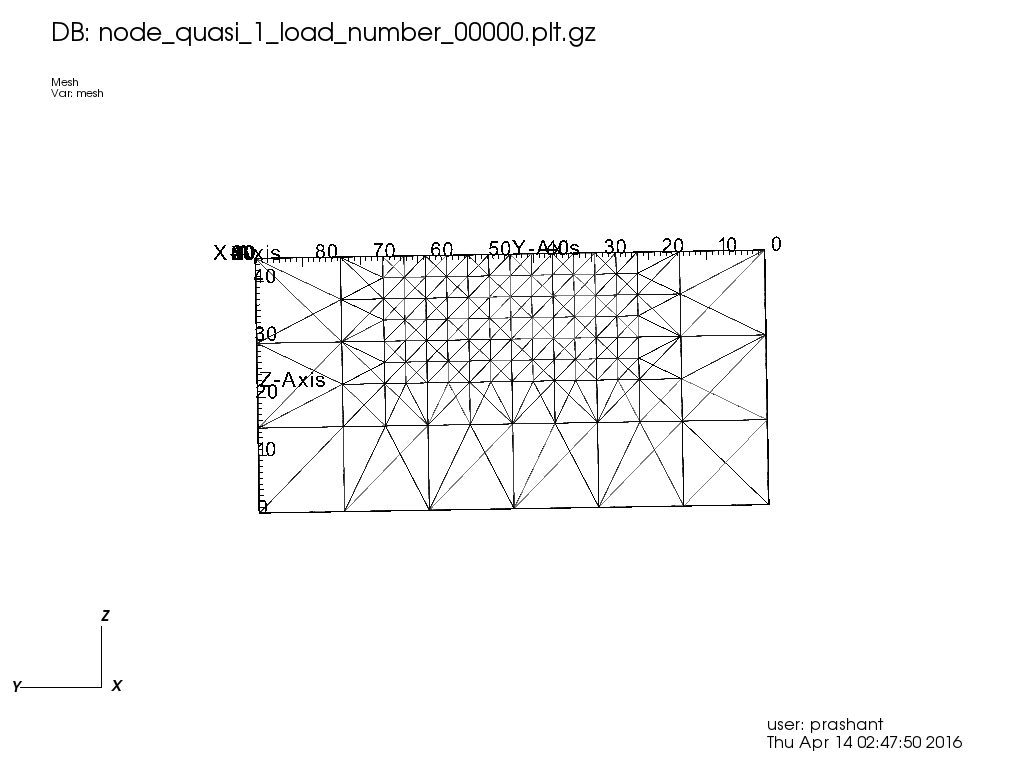 DB: node_quasi_1_load_number_00000.plt.gz
Mesh
Var: mesh
80 70 60 50 Y-Axis 40 30 20 10 0
40
30
Z-Axis
20
10
0
Z
Y X
user: prashant
Thu Apr 14 02:47:50 2016